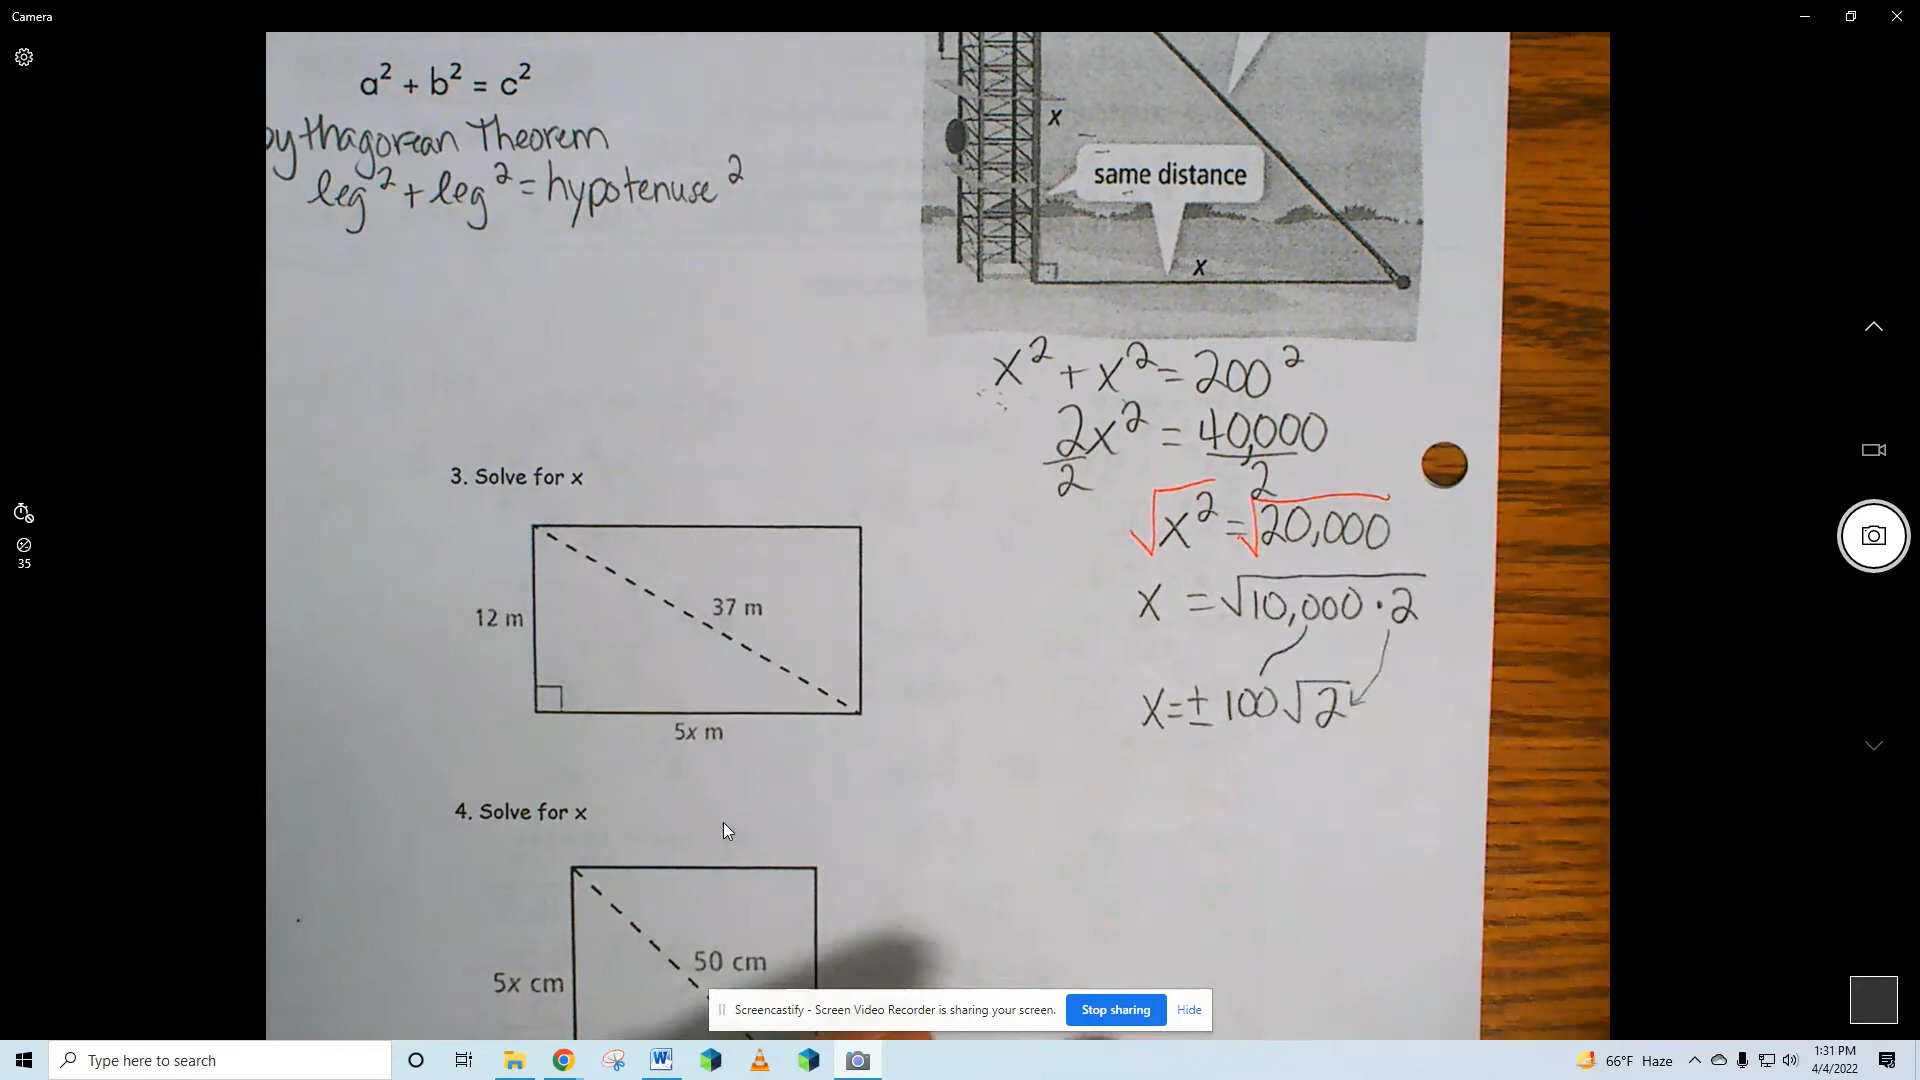 Camera
a² + b² = c²
pythagorean Theorem
leg² + leg² = hypotenuse²
x
same distance
x
x² + x² = 200²
2x² = 40,000
2 2
√x² = √20,000
x = √10,000 · 2
x = ± 100√2
3. Solve for x
12 m
37 m
5x m
4. Solve for x
50 cm
5x cm
35
Screencastify - Screen Video Recorder is sharing your screen.
Stop sharing
Hide
Type here to search
66°F Haze
1:31 PM
4/4/2022